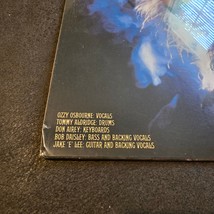 OZZY OSBOURNE: VOCALS
TOMMY ALDRIDGE: DRUMS
DON AIREY: KEYBOARDS
BOB DAISLEY: BASS AND BACKING VOCALS
JAKE 'E' LEE: GUITAR AND BACKING VOCALS